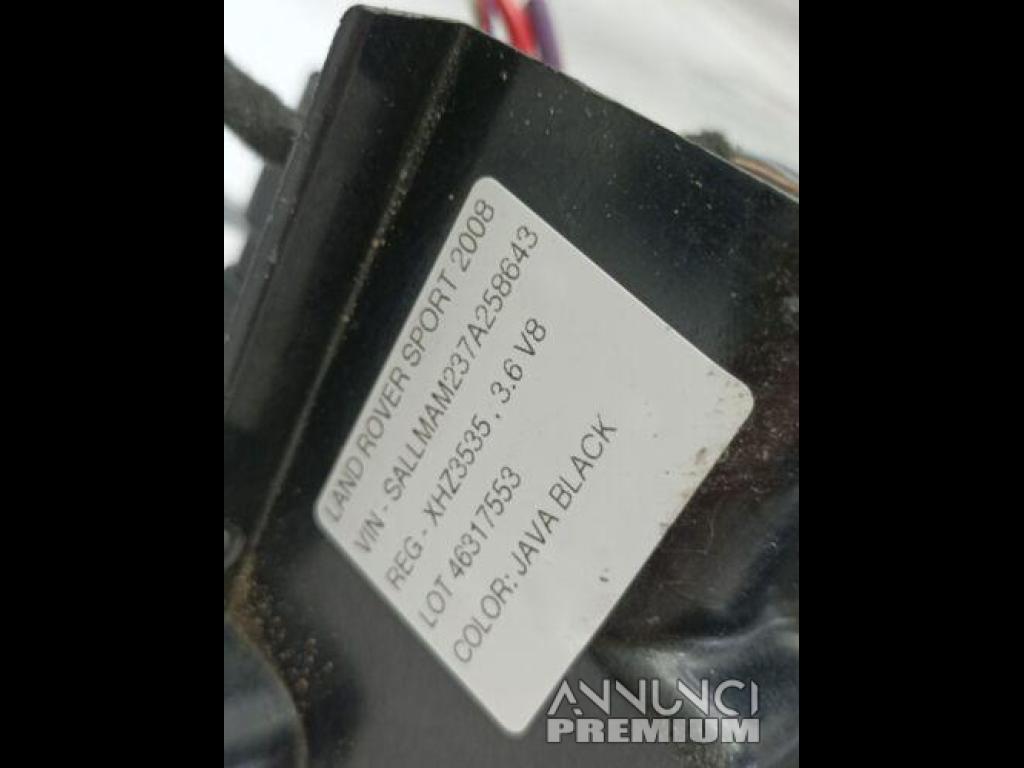 LAND ROVER SPORT 2008
VIN - SALLMAM237A258643
REG - XHZ3535 , 3.6 V8
LOT 46317553
COLOR: JAVA BLACK
ANNUNCI
PREMIUM